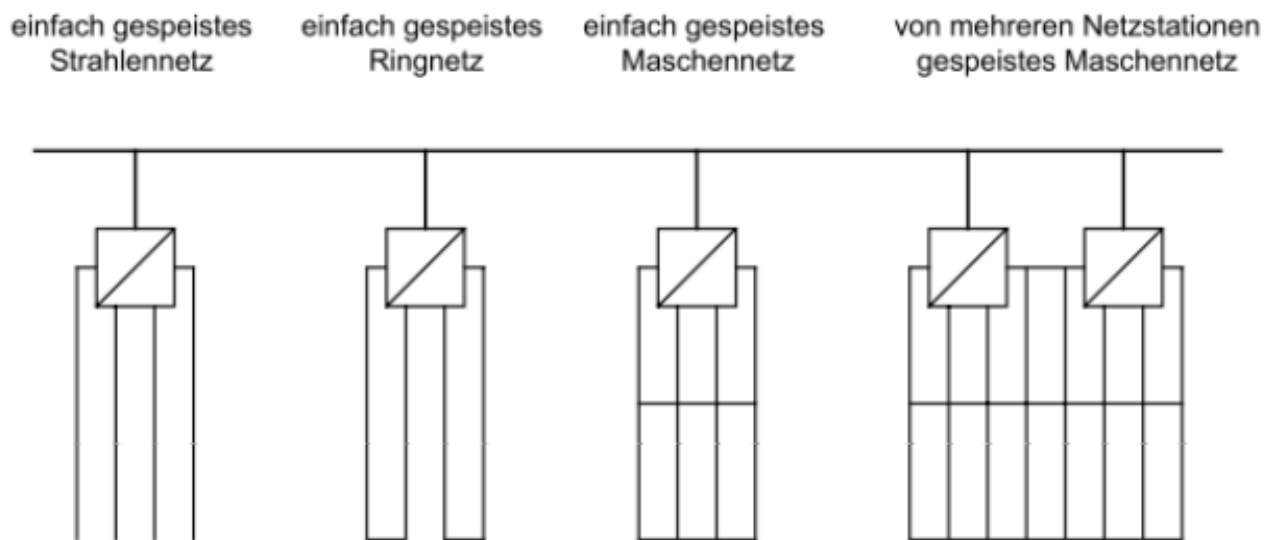 einfach gespeistes
Strahlennetz
einfach gespeistes
Ringnetz
einfach gespeistes
Maschennetz
von mehreren Netzstationen
gespeistes Maschennetz